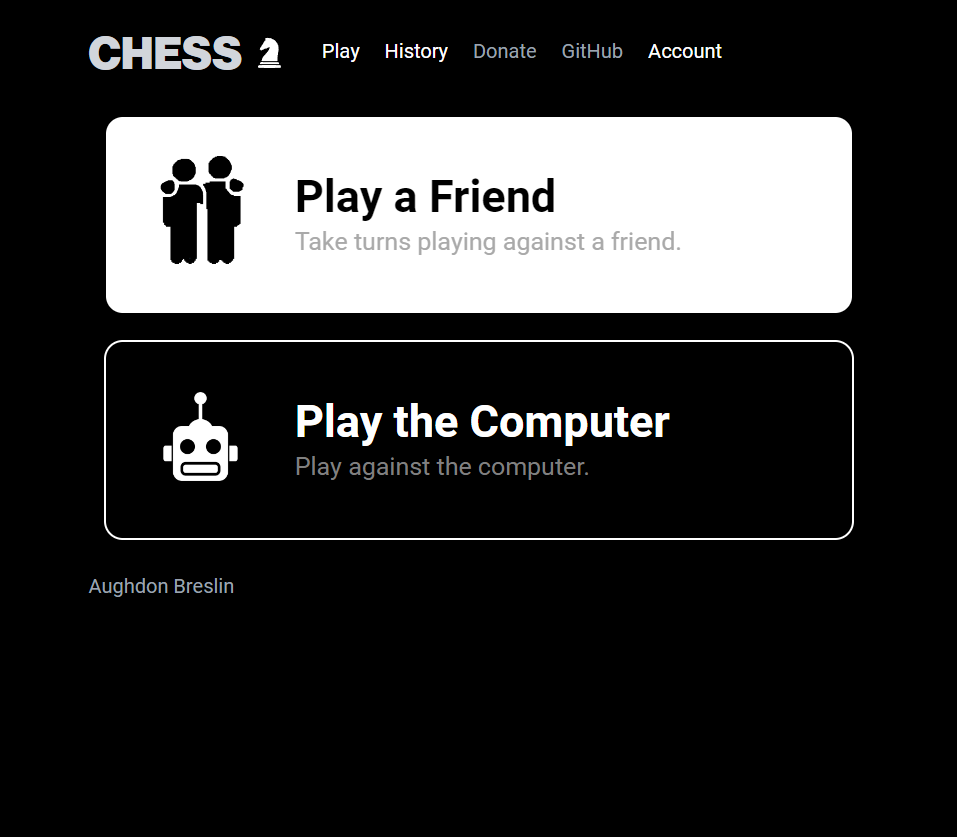 CHESS Play History Donate GitHub Account
Play a Friend
Take turns playing against a friend.
Play the Computer
Play against the computer.
Aughdon Breslin